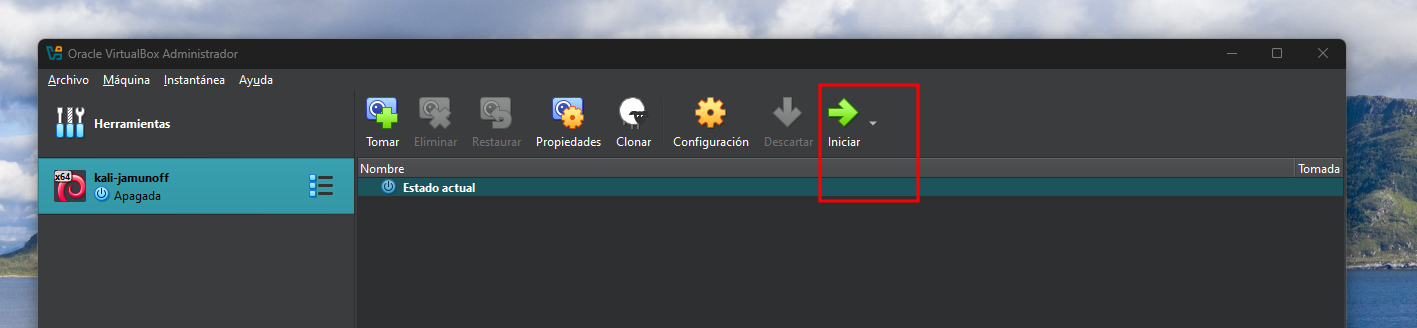 Oracle VirtualBox Administrador
Archivo Máquina Instantánea Ayuda
Herramientas
Tomar Eliminar Restaurar Propiedades Clonar Configuración Descartar Iniciar
Nombre Tomada
x64 kali-jamunoff
Apagada
Estado actual